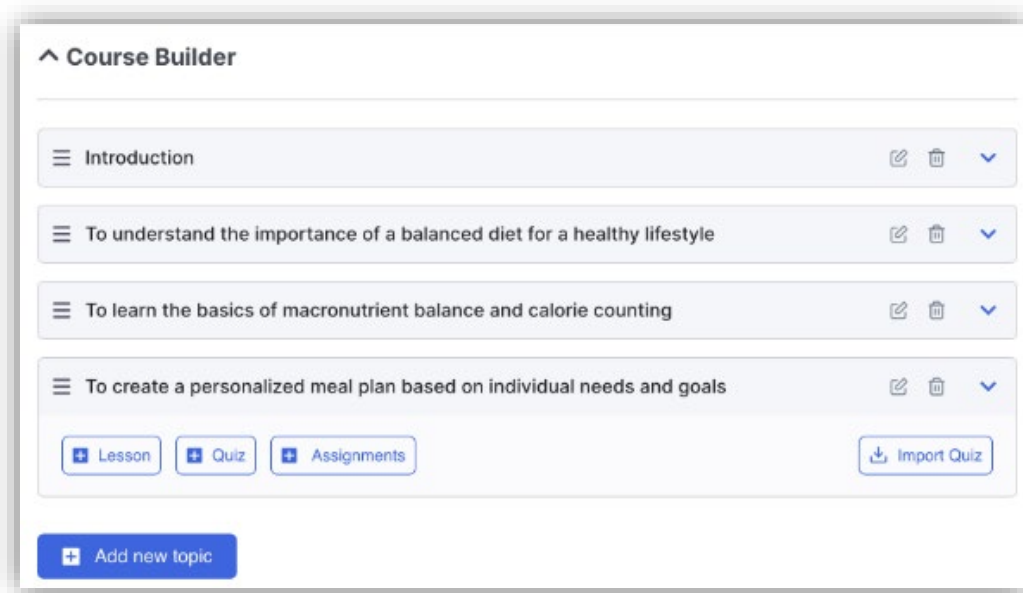 Course Builder
Introduction
To understand the importance of a balanced diet for a healthy lifestyle
To learn the basics of macronutrient balance and calorie counting
To create a personalized meal plan based on individual needs and goals
Lesson Quiz Assignments Import Quiz
Add new topic